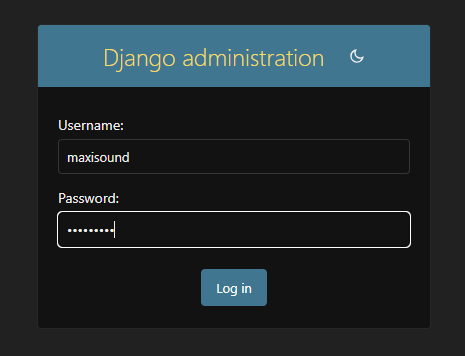 Django administration
Username:
maxisound
Password:
•••••••••
Log in